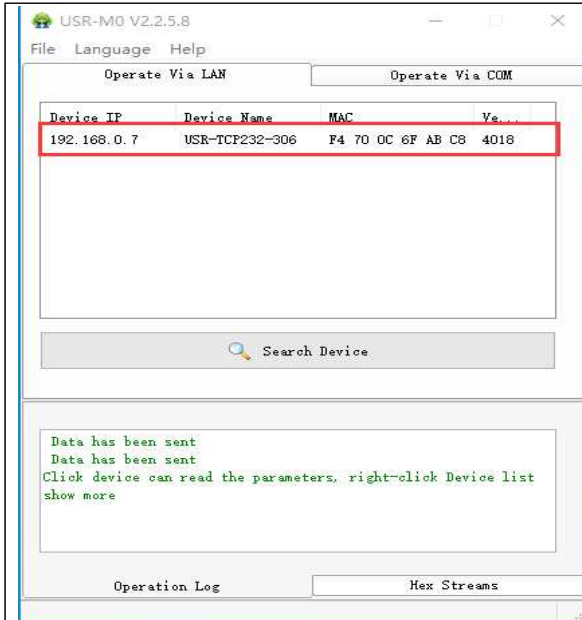 USR-M0 V2.2.5.8
File Language Help
Operate Via LAN Operate Via COM
Device IP Device Name MAC Ve...
192.168.0.7 USR-TCP232-306 F4 70 0C 6F AB C8 4018
Search Device
Data has been sent
Data has been sent
Click device can read the parameters, right-click Device list
show more
Operation Log Hex Streams